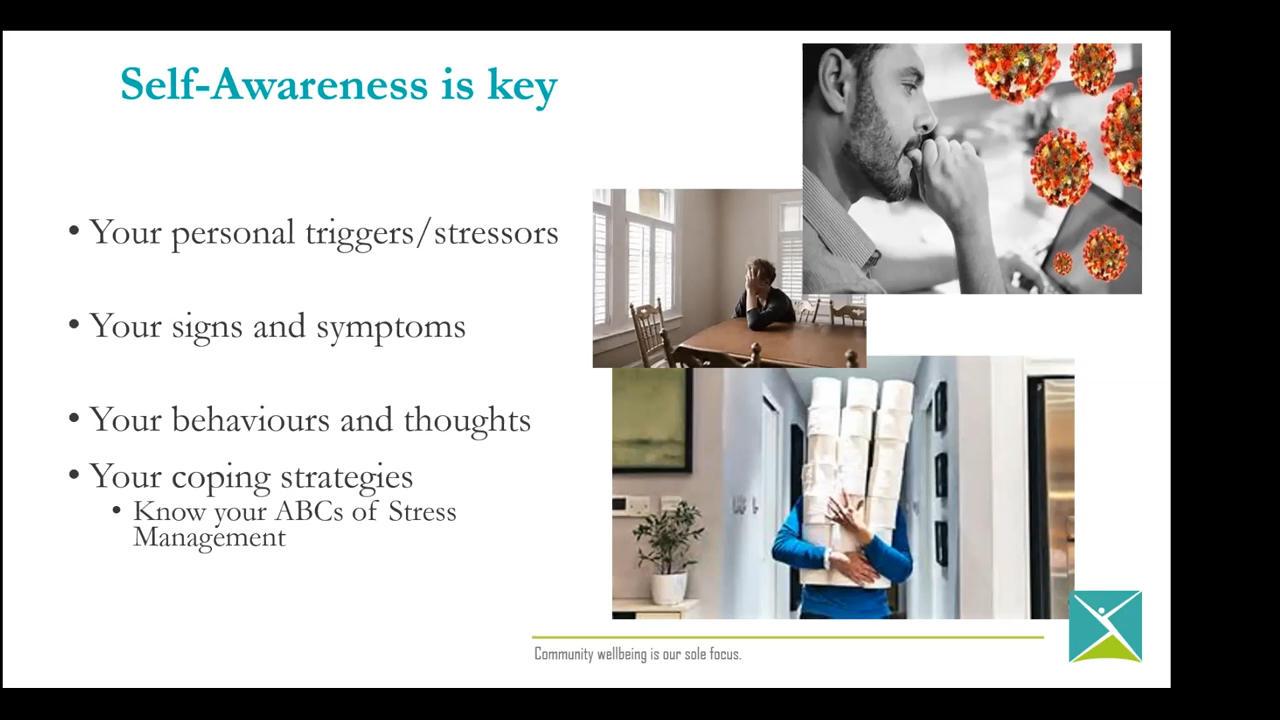 Self-Awareness is key
• Your personal triggers/stressors
• Your signs and symptoms
• Your behaviours and thoughts
• Your coping strategies
• Know your ABCs of Stress
Management
Community wellbeing is our sole focus.